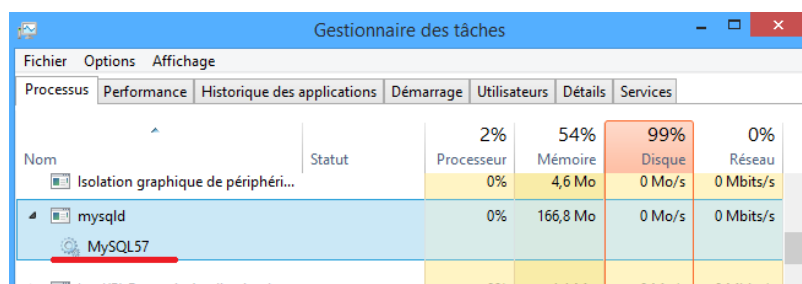 Gestionnaire des tâches
Fichier Options Affichage
Processus Performance Historique des applications Démarrage Utilisateurs Détails Services
2% 54% 99% 0%
Nom Statut Processeur Mémoire Disque Réseau
Isolation graphique de périphéri... 0% 4,6 Mo 0 Mo/s 0 Mbits/s
mysqld 0% 166,8 Mo 0 Mo/s 0 Mbits/s
MySQL57